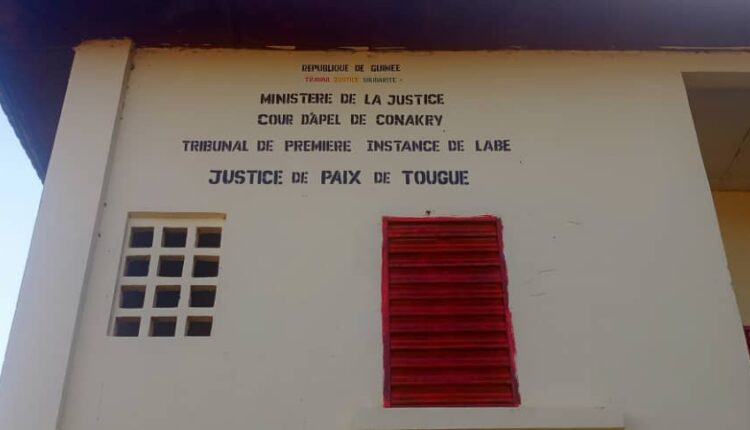 REPUBLIQUE DE GUINEE
TRAVAIL JUSTICE SOLIDARITE
MINISTERE DE LA JUSTICE
COUR D'APEL DE CONAKRY
TRIBUNAL DE PREMIERE INSTANCE DE LABE
JUSTICE DE PAIX DE TOUGUE